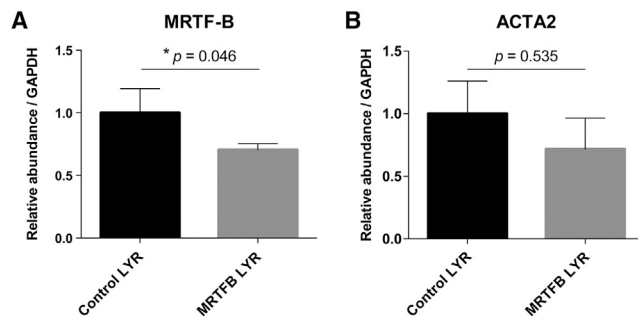 A
MRTF-B
Relative abundance / GAPDH
1.5
1.0
0.5
0.0
* p = 0.046
Control LYR
MRTFB LYR
B
ACTA2
Relative abundance / GAPDH
1.5
1.0
0.5
0.0
p = 0.535
Control LYR
MRTFB LYR